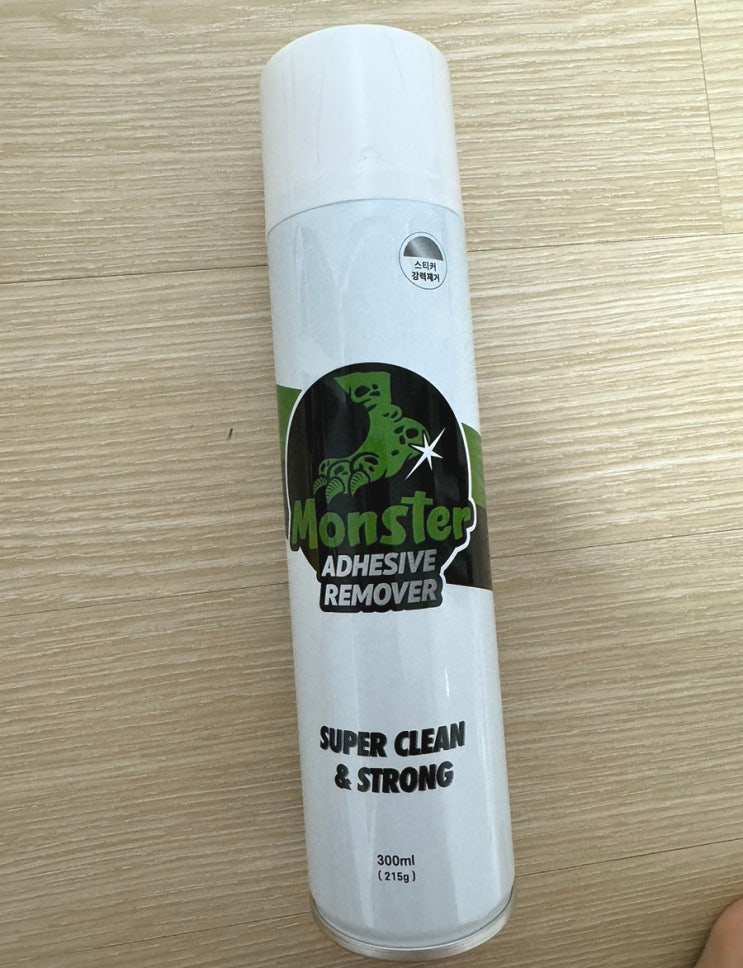 스티커
강력제거
Monster
ADHESIVE
REMOVER
SUPER CLEAN
& STRONG
300ml
(215g)